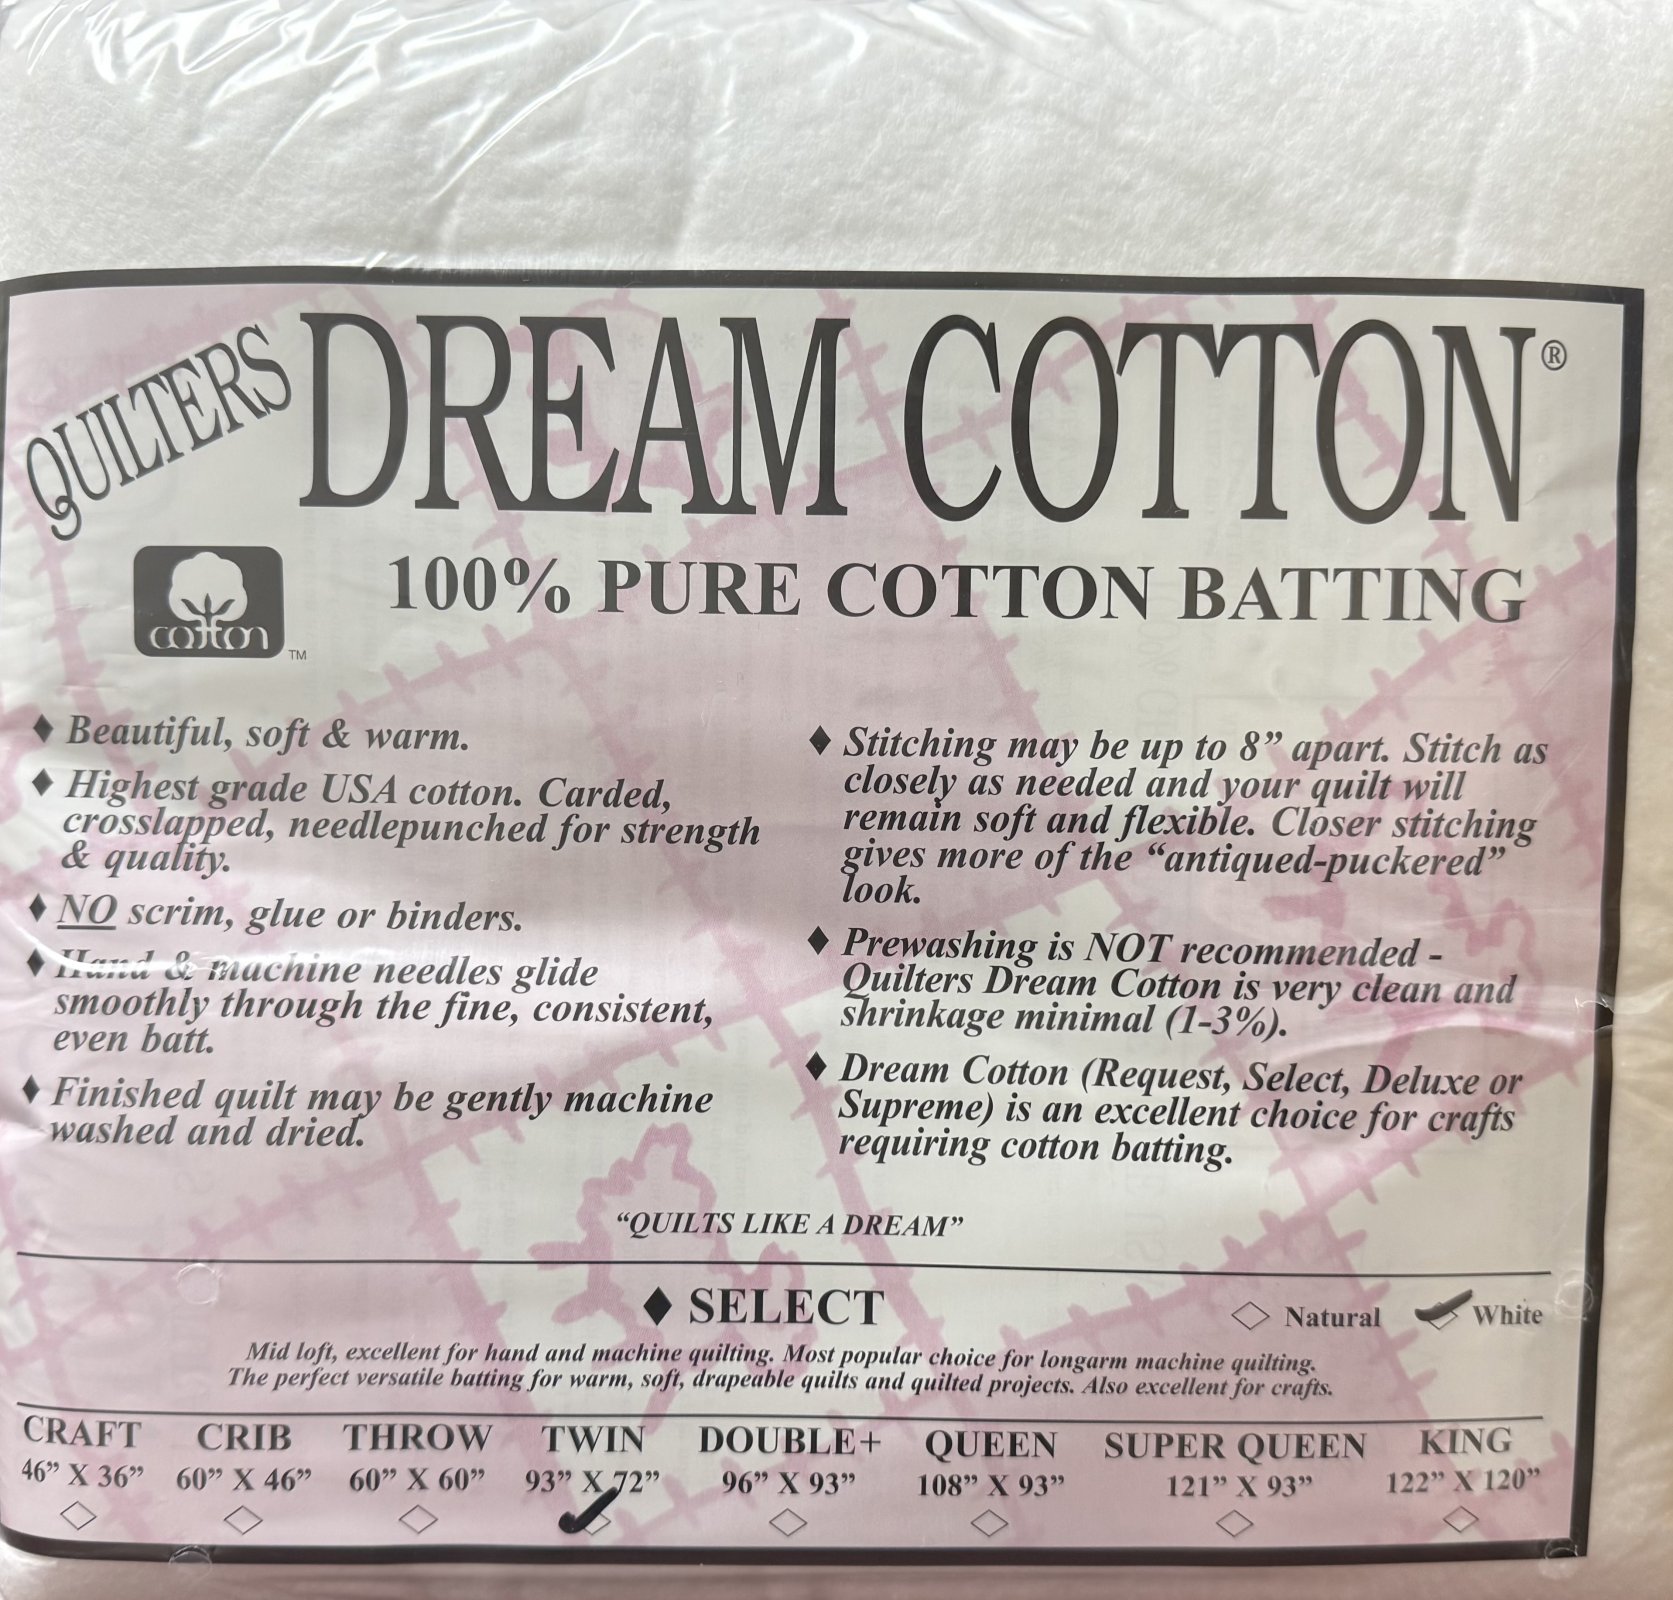 QUILTERS DREAM COTTON®
cotton ™
100% PURE COTTON BATTING
♦ Beautiful, soft & warm.
♦ Highest grade USA cotton. Carded,
crosslapped, needlepunched for strength
& quality.
♦ NO scrim, glue or binders.
♦ Hand & machine needles glide
smoothly through the fine, consistent,
even batt.
♦ Finished quilt may be gently machine
washed and dried.
♦ Stitching may be up to 8” apart. Stitch as
closely as needed and your quilt will
remain soft and flexible. Closer stitching
gives more of the “antiqued-puckered”
look.
♦ Prewashing is NOT recommended -
Quilters Dream Cotton is very clean and
shrinkage minimal (1-3%).
♦ Dream Cotton (Request, Select, Deluxe or
Supreme) is an excellent choice for crafts
requiring cotton batting.
“QUILTS LIKE A DREAM”
♦ SELECT
Natural White
Mid loft, excellent for hand and machine quilting. Most popular choice for longarm machine quilting.
The perfect versatile batting for warm, soft, drapeable quilts and quilted projects. Also excellent for crafts.
CRAFT CRIB THROW TWIN DOUBLE+ QUEEN SUPER QUEEN KING
46” X 36” 60” X 46” 60” X 60” 93” X 72” 96” X 93” 108” X 93” 121” X 93” 122” X 120”